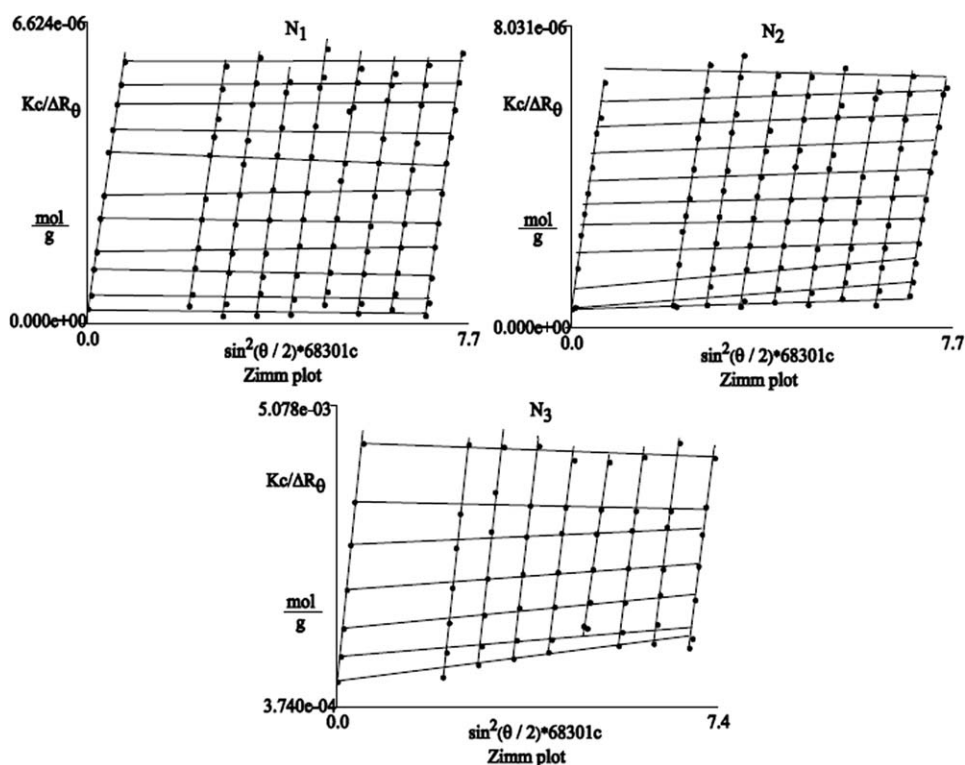 6.624e-06
N1
Kc/ΔRθ
mol
g
0.000e+00
0.0
7.7
sin²(θ / 2)*68301c
Zimm plot
8.031e-06
N2
Kc/ΔRθ
mol
g
0.000e+00
0.0
7.7
sin²(θ / 2)*68301c
Zimm plot
5.078e-03
N3
Kc/ΔRθ
mol
g
3.740e-04
0.0
7.4
sin²(θ / 2)*68301c
Zimm plot